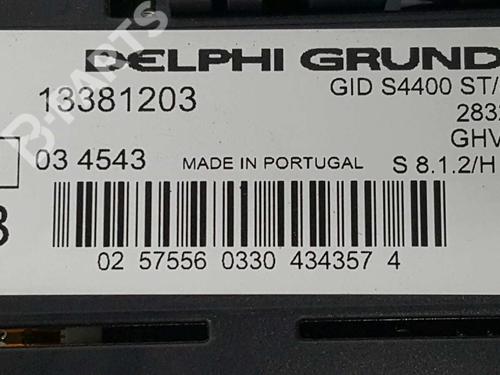 DELPHI GRUND
13381203
GID S4400 ST/
GHV
03 4543
MADE IN PORTUGAL
S 8.1.2/H
02 57556 0330 434357 4
B-PARTS